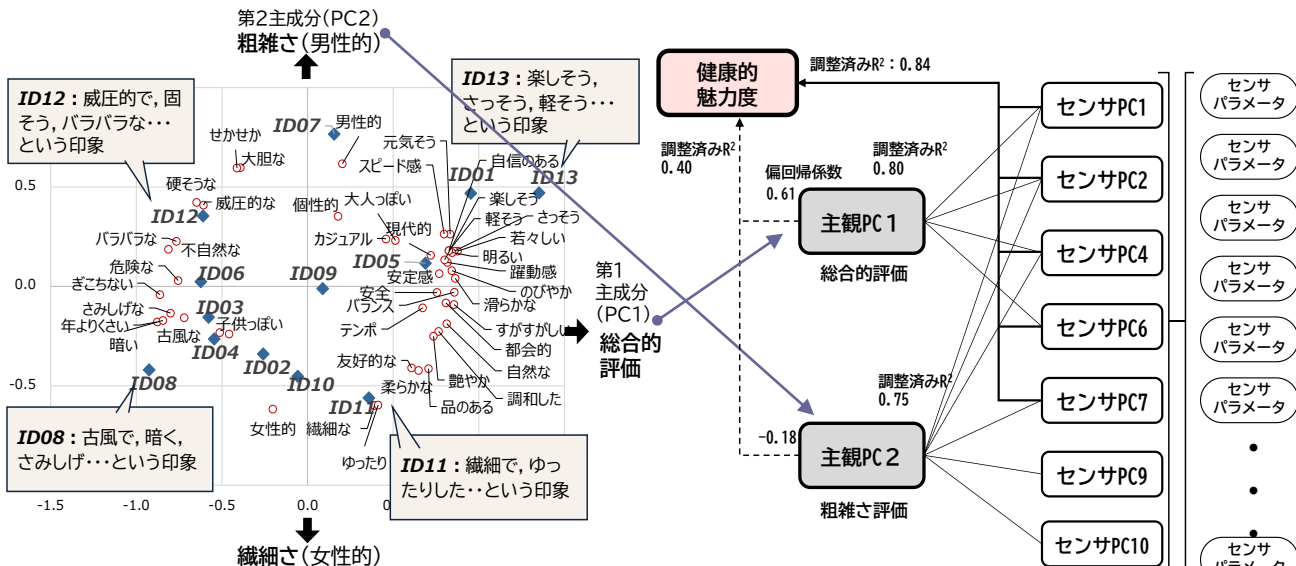 第2主成分(PC2)
粗雑さ(男性的)
ID12：威圧的で，固
そう，バラバラな・・・
という印象
ID13：楽しそう，
さっそう，軽そう・・・
という印象
ID07
男性的
せかせか
大胆な
元気そう
スピード感
自信のある
ID01
ID13
0.5
硬そうな
威圧的な
ID12
個性的
大人っぽい
楽しそう
さっそう
軽そう
現代的
カジュアル
若々しい
バラバラな
不自然な
明るい
ID05
躍動感
危険な
ID06
ID09
安定感
のびやか
ぎこちない
0.0
安全
滑らかな
バランス
さみしげな
ID03
年よりくさい
子供っぽい
テンポ
すがすがしい
暗い
古風な
都会的
ID04
ID02
友好的な
自然な
ID08
ID10
柔らかな
艶やか
調和した
-0.5
品のある
ID11
女性的
繊細な
ゆったり
ID08：古風で，暗く，
さみしげ・・・という印象
ID11：繊細で，ゆっ
たりした・・という印象
-1.5
-1.0
-0.5
0.0
繊細さ(女性的)
第1
主成分
(PC1)
総合的
評価
健康的
魅力度
調整済みR²：0.84
調整済みR²
0.40
偏回帰係数
0.61
調整済みR²
0.80
主観PC１
総合的評価
調整済みR²
0.75
-0.18
主観PC２
粗雑さ評価
センサPC1
センサPC2
センサPC4
センサPC6
センサPC7
センサPC9
センサPC10
センサ
パラメータ
センサ
パラメータ
センサ
パラメータ
センサ
パラメータ
センサ
パラメータ
センサ
パラメータ
センサ
パラメータ